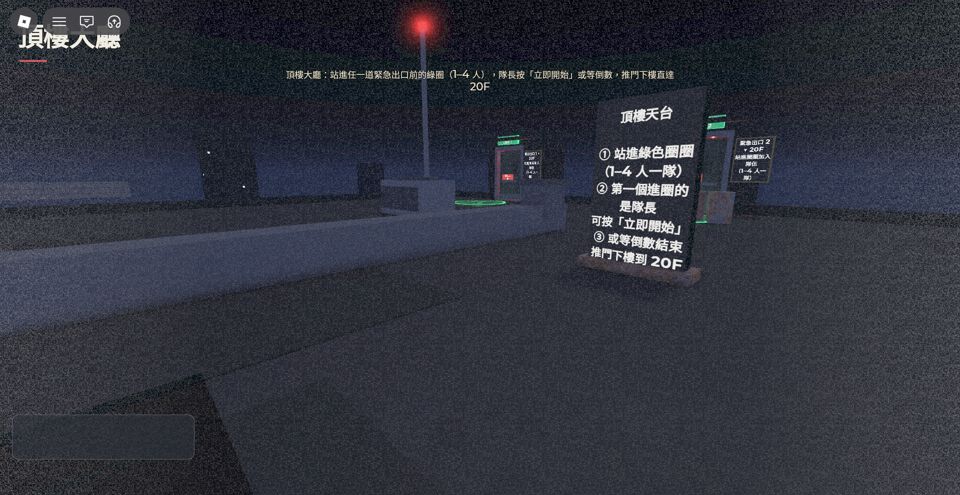 頂樓大廳
頂樓大廳：站進任一道緊急出口前的綠圈（1–4 人），隊長按「立即開始」或等倒數，推門下樓直達
20F
頂樓天台
① 站進綠色圈圈
（1–4 人一隊）
② 第一個進圈的
是隊長
可按「立即開始」
③ 或等倒數結束
推門下樓到 20F
緊急出口 2
20F
站進圈圈加入
隊伍
（1–4 人一
隊）